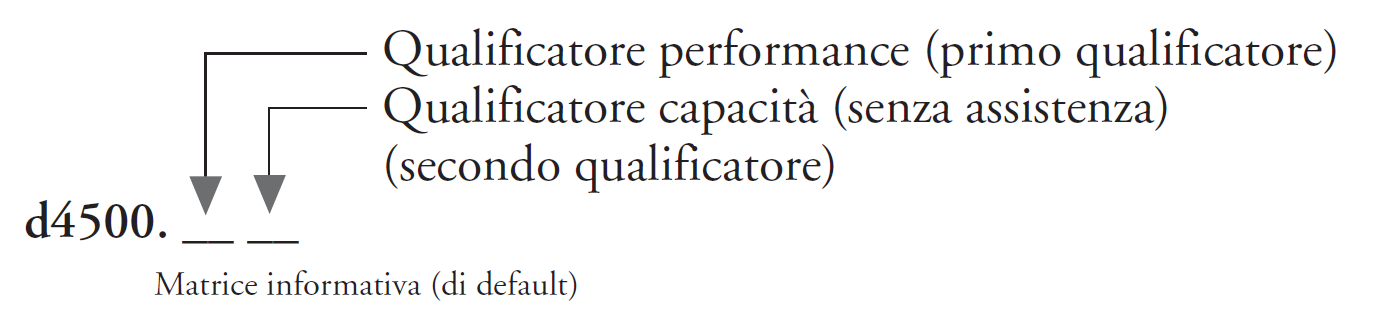 Qualificatore performance (primo qualificatore)
Qualificatore capacità (senza assistenza)
(secondo qualificatore)
d4500. __ __
Matrice informativa (di default)